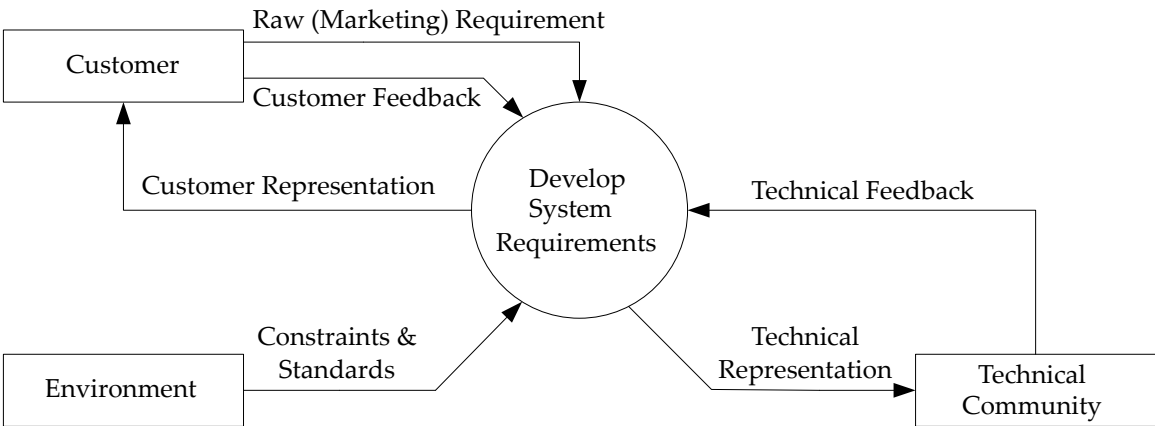 Raw (Marketing) Requirement
Customer
Customer Feedback
Customer Representation
Develop
System
Requirements
Technical Feedback
Constraints &
Standards
Environment
Technical
Representation
Technical
Community